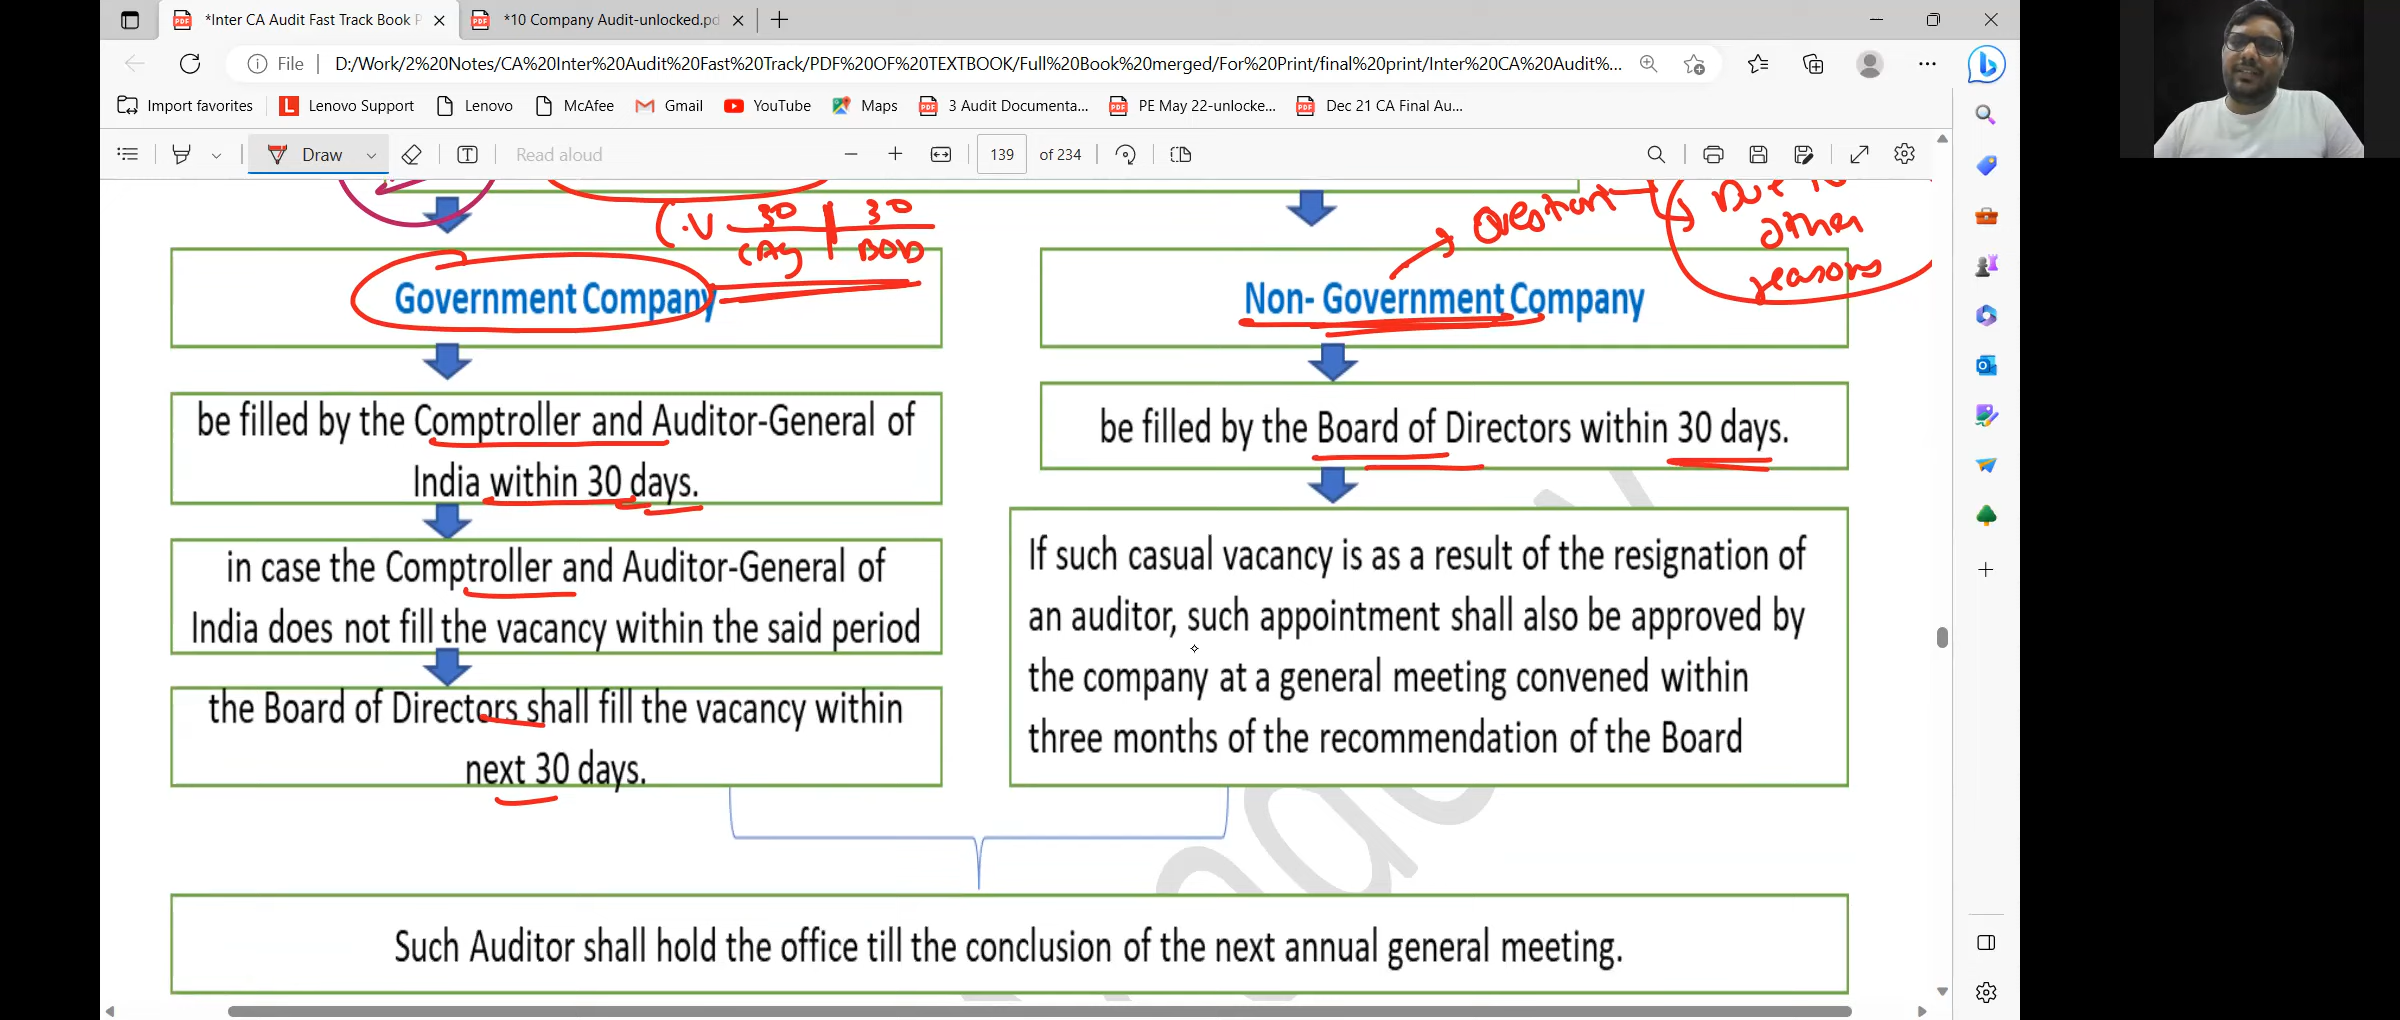 *Inter CA Audit Fast Track Book P
*10 Company Audit-unlocked.pd
File
D:/Work/2%20Notes/CA%20Inter%20Audit%20Fast%20Track/PDF%20OF%20TEXTBOOK/Full%20Book%20merged/For%20Print/final%20print/Inter%20CA%20Audit%...
Import favorites
Lenovo Support
Lenovo
McAfee
Gmail
YouTube
Maps
3 Audit Documenta...
PE May 22-unlocke...
Dec 21 CA Final Au...
Draw
Read aloud
139
of 234
C.V 30 | 30
CAG | BOD
Question
Due to
other
reasons
Government Company
Non- Government Company
be filled by the Comptroller and Auditor-General of
India within 30 days.
in case the Comptroller and Auditor-General of
India does not fill the vacancy within the said period
the Board of Directors shall fill the vacancy within
next 30 days.
be filled by the Board of Directors within 30 days.
If such casual vacancy is as a result of the resignation of
an auditor, such appointment shall also be approved by
the company at a general meeting convened within
three months of the recommendation of the Board
Such Auditor shall hold the office till the conclusion of the next annual general meeting.